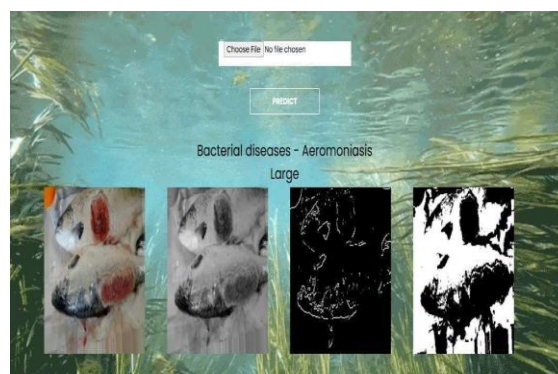 Choose File No file chosen
PREDICT
Bacterial diseases - Aeromoniasis
Large